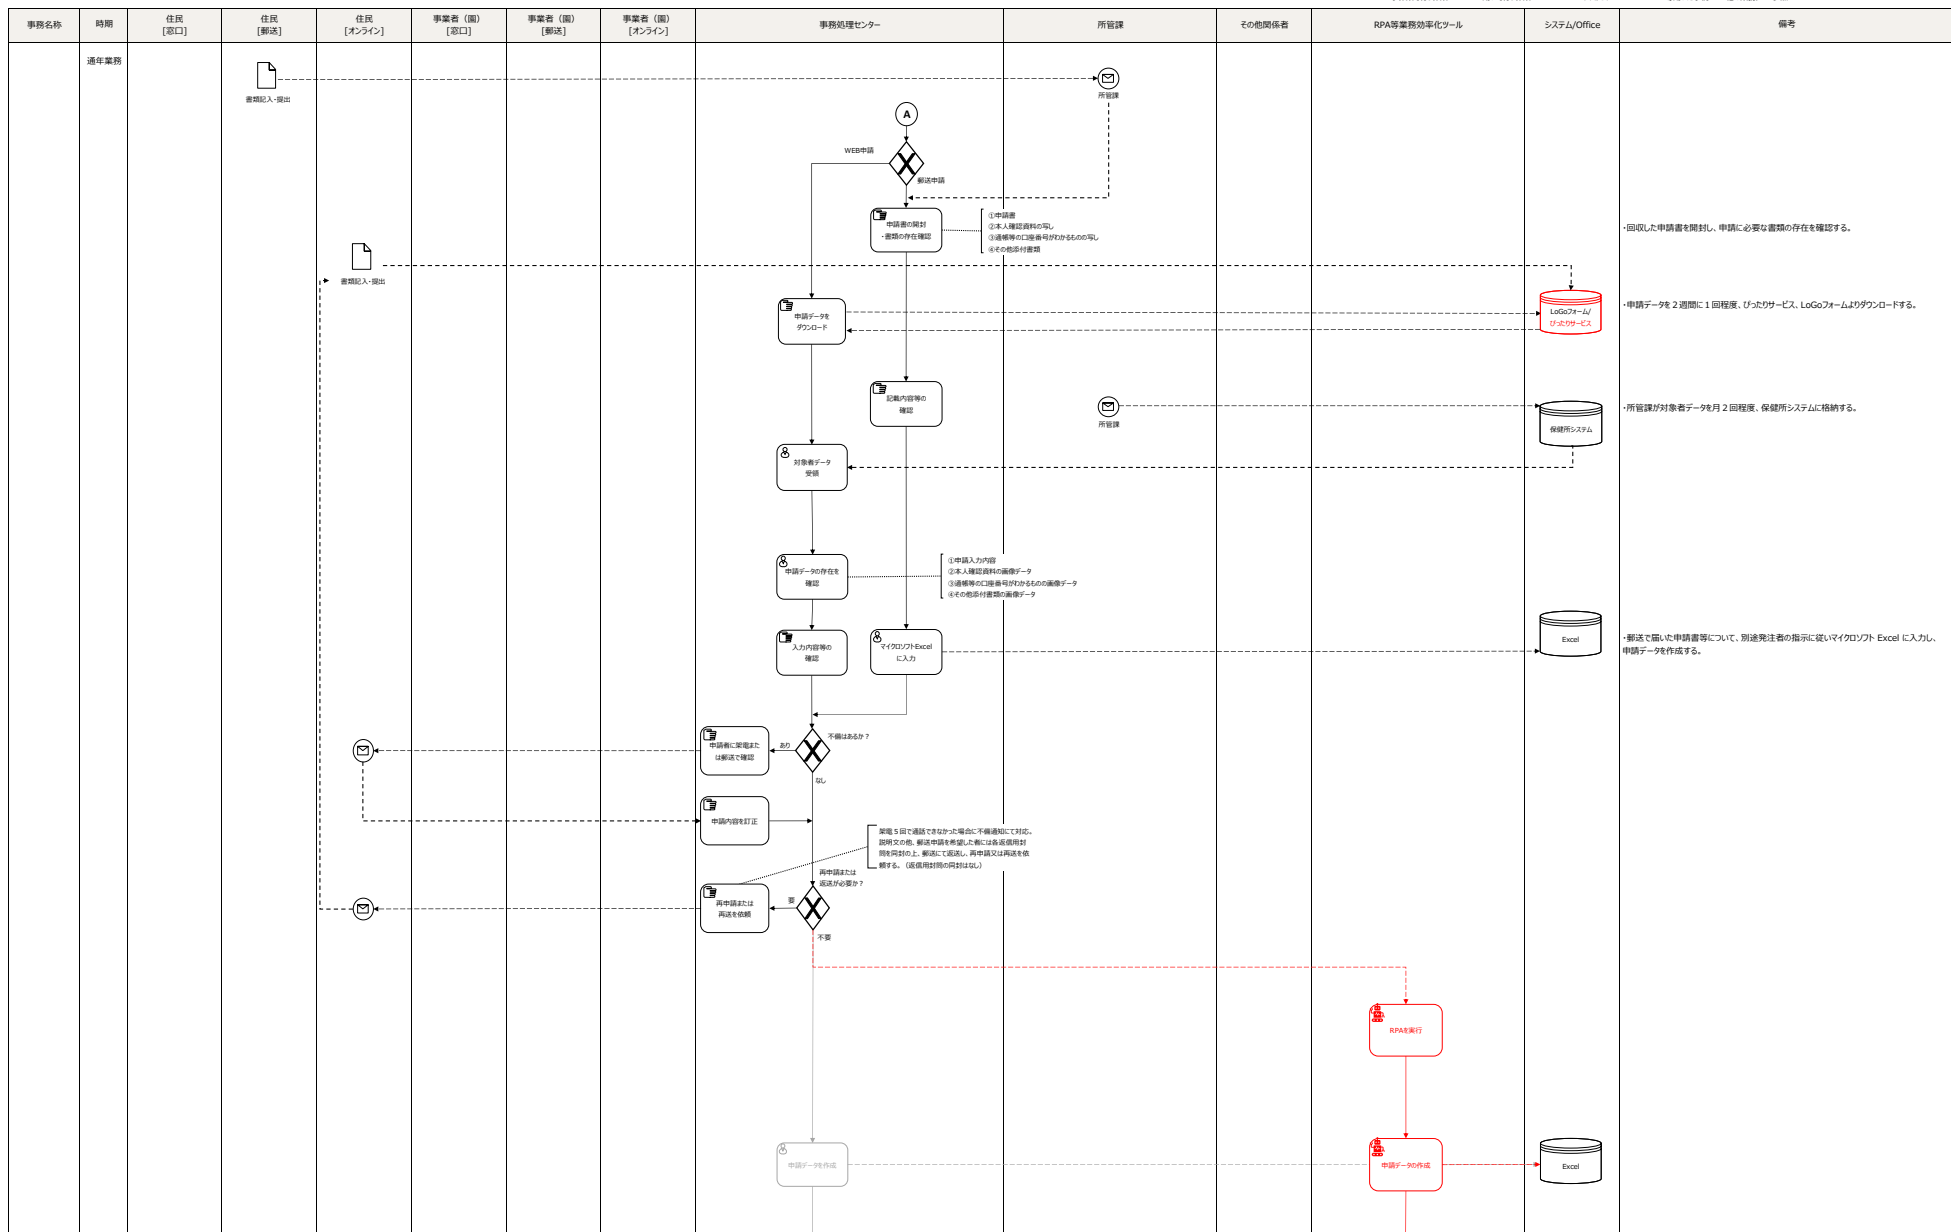 事務名称
時期
住民
[窓口]
住民
[郵送]
住民
[オンライン]
事業者（園）
[窓口]
事業者（園）
[郵送]
事業者（園）
[オンライン]
事務処理センター
所管課
その他関係者
RPA等業務効率化ツール
システム/Office
備考
通年業務
書類記入・提出
所管課
A
WEB申請
郵送申請
申請書の開封
・書類の存在確認
①申請書
②本人確認資料の写し
③通帳等の口座番号がわかるものの写し
④その他添付書類
・回収した申請書を開封し、申請に必要な書類の存在を確認する。
書類記入・提出
申請データを
ダウンロード
LoGoフォーム/
ぴったりサービス
・申請データを２週間に１回程度、ぴったりサービス、LoGoフォームよりダウンロードする。
記載内容等の
確認
所管課
保健所システム
・所管課が対象者データを月２回程度、保健所システムに格納する。
対象者データ
受領
申請データの存在を
確認
①申請入力内容
②本人確認資料の画像データ
③通帳等の口座番号がわかるものの画像データ
④その他添付書類の画像データ
入力内容等の
確認
マイクロソフトExcel
に入力
Excel
・郵送で届いた申請書等について、別途発注者の指示に従いマイクロソフト Excel に入力し、
申請データを作成する。
不備はあるか？
あり
なし
申請者に架電また
は郵送で確認
申請内容を訂正
架電５回で通話できなかった場合に不備通知にて対応。
説明文の他、郵送申請を希望した者には各返信用封
筒を同封の上、郵送にて返送し、再申請又は再送を依
頼する。（返信用封筒の同封はなし）
再申請または
返送が必要か？
要
不要
再申請または
再送を依頼
RPAを実行
申請データを作成
申請データの作成
Excel